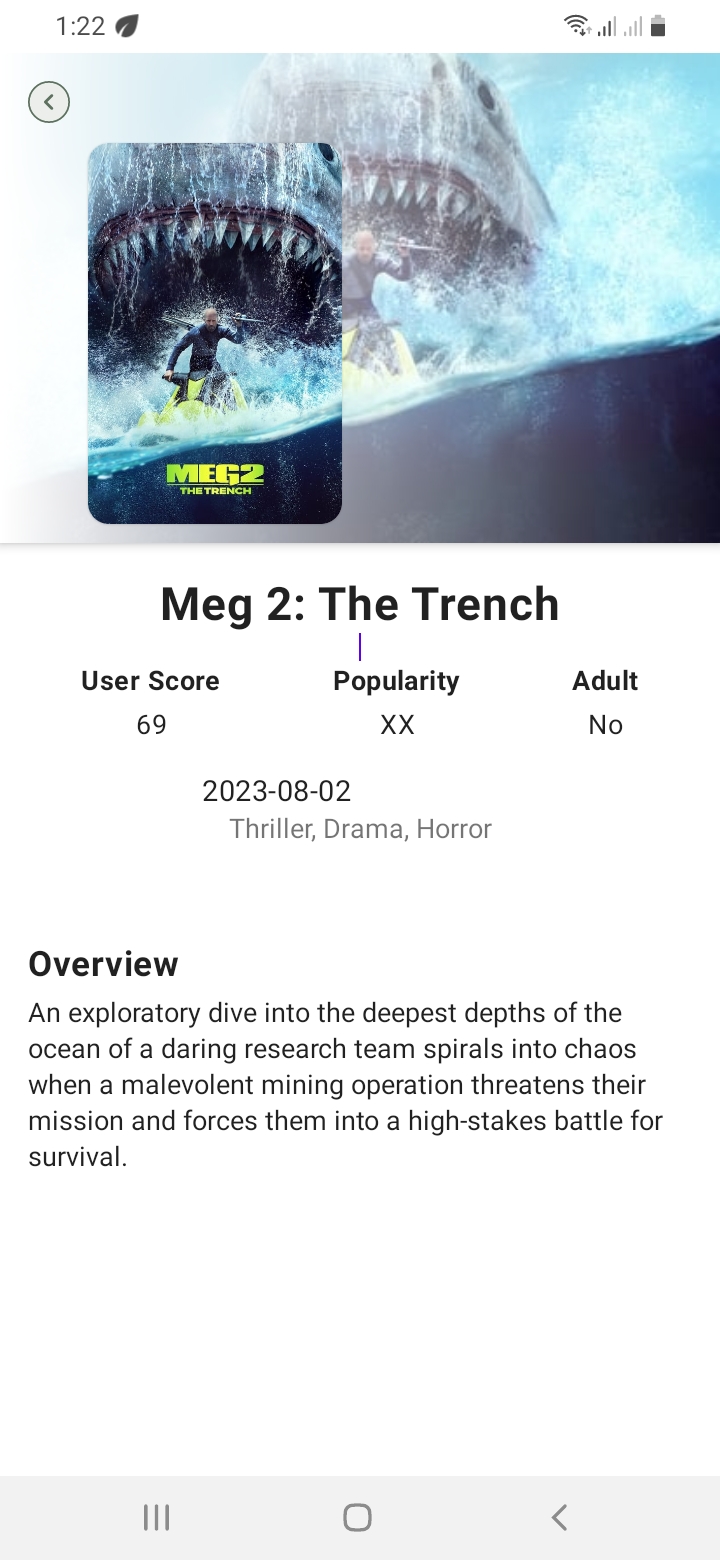 1:22
MEG2
THE TRENCH
Meg 2: The Trench
User Score Popularity Adult
69 XX No
2023-08-02
Thriller, Drama, Horror
Overview
An exploratory dive into the deepest depths of the
ocean of a daring research team spirals into chaos
when a malevolent mining operation threatens their
mission and forces them into a high-stakes battle for
survival.